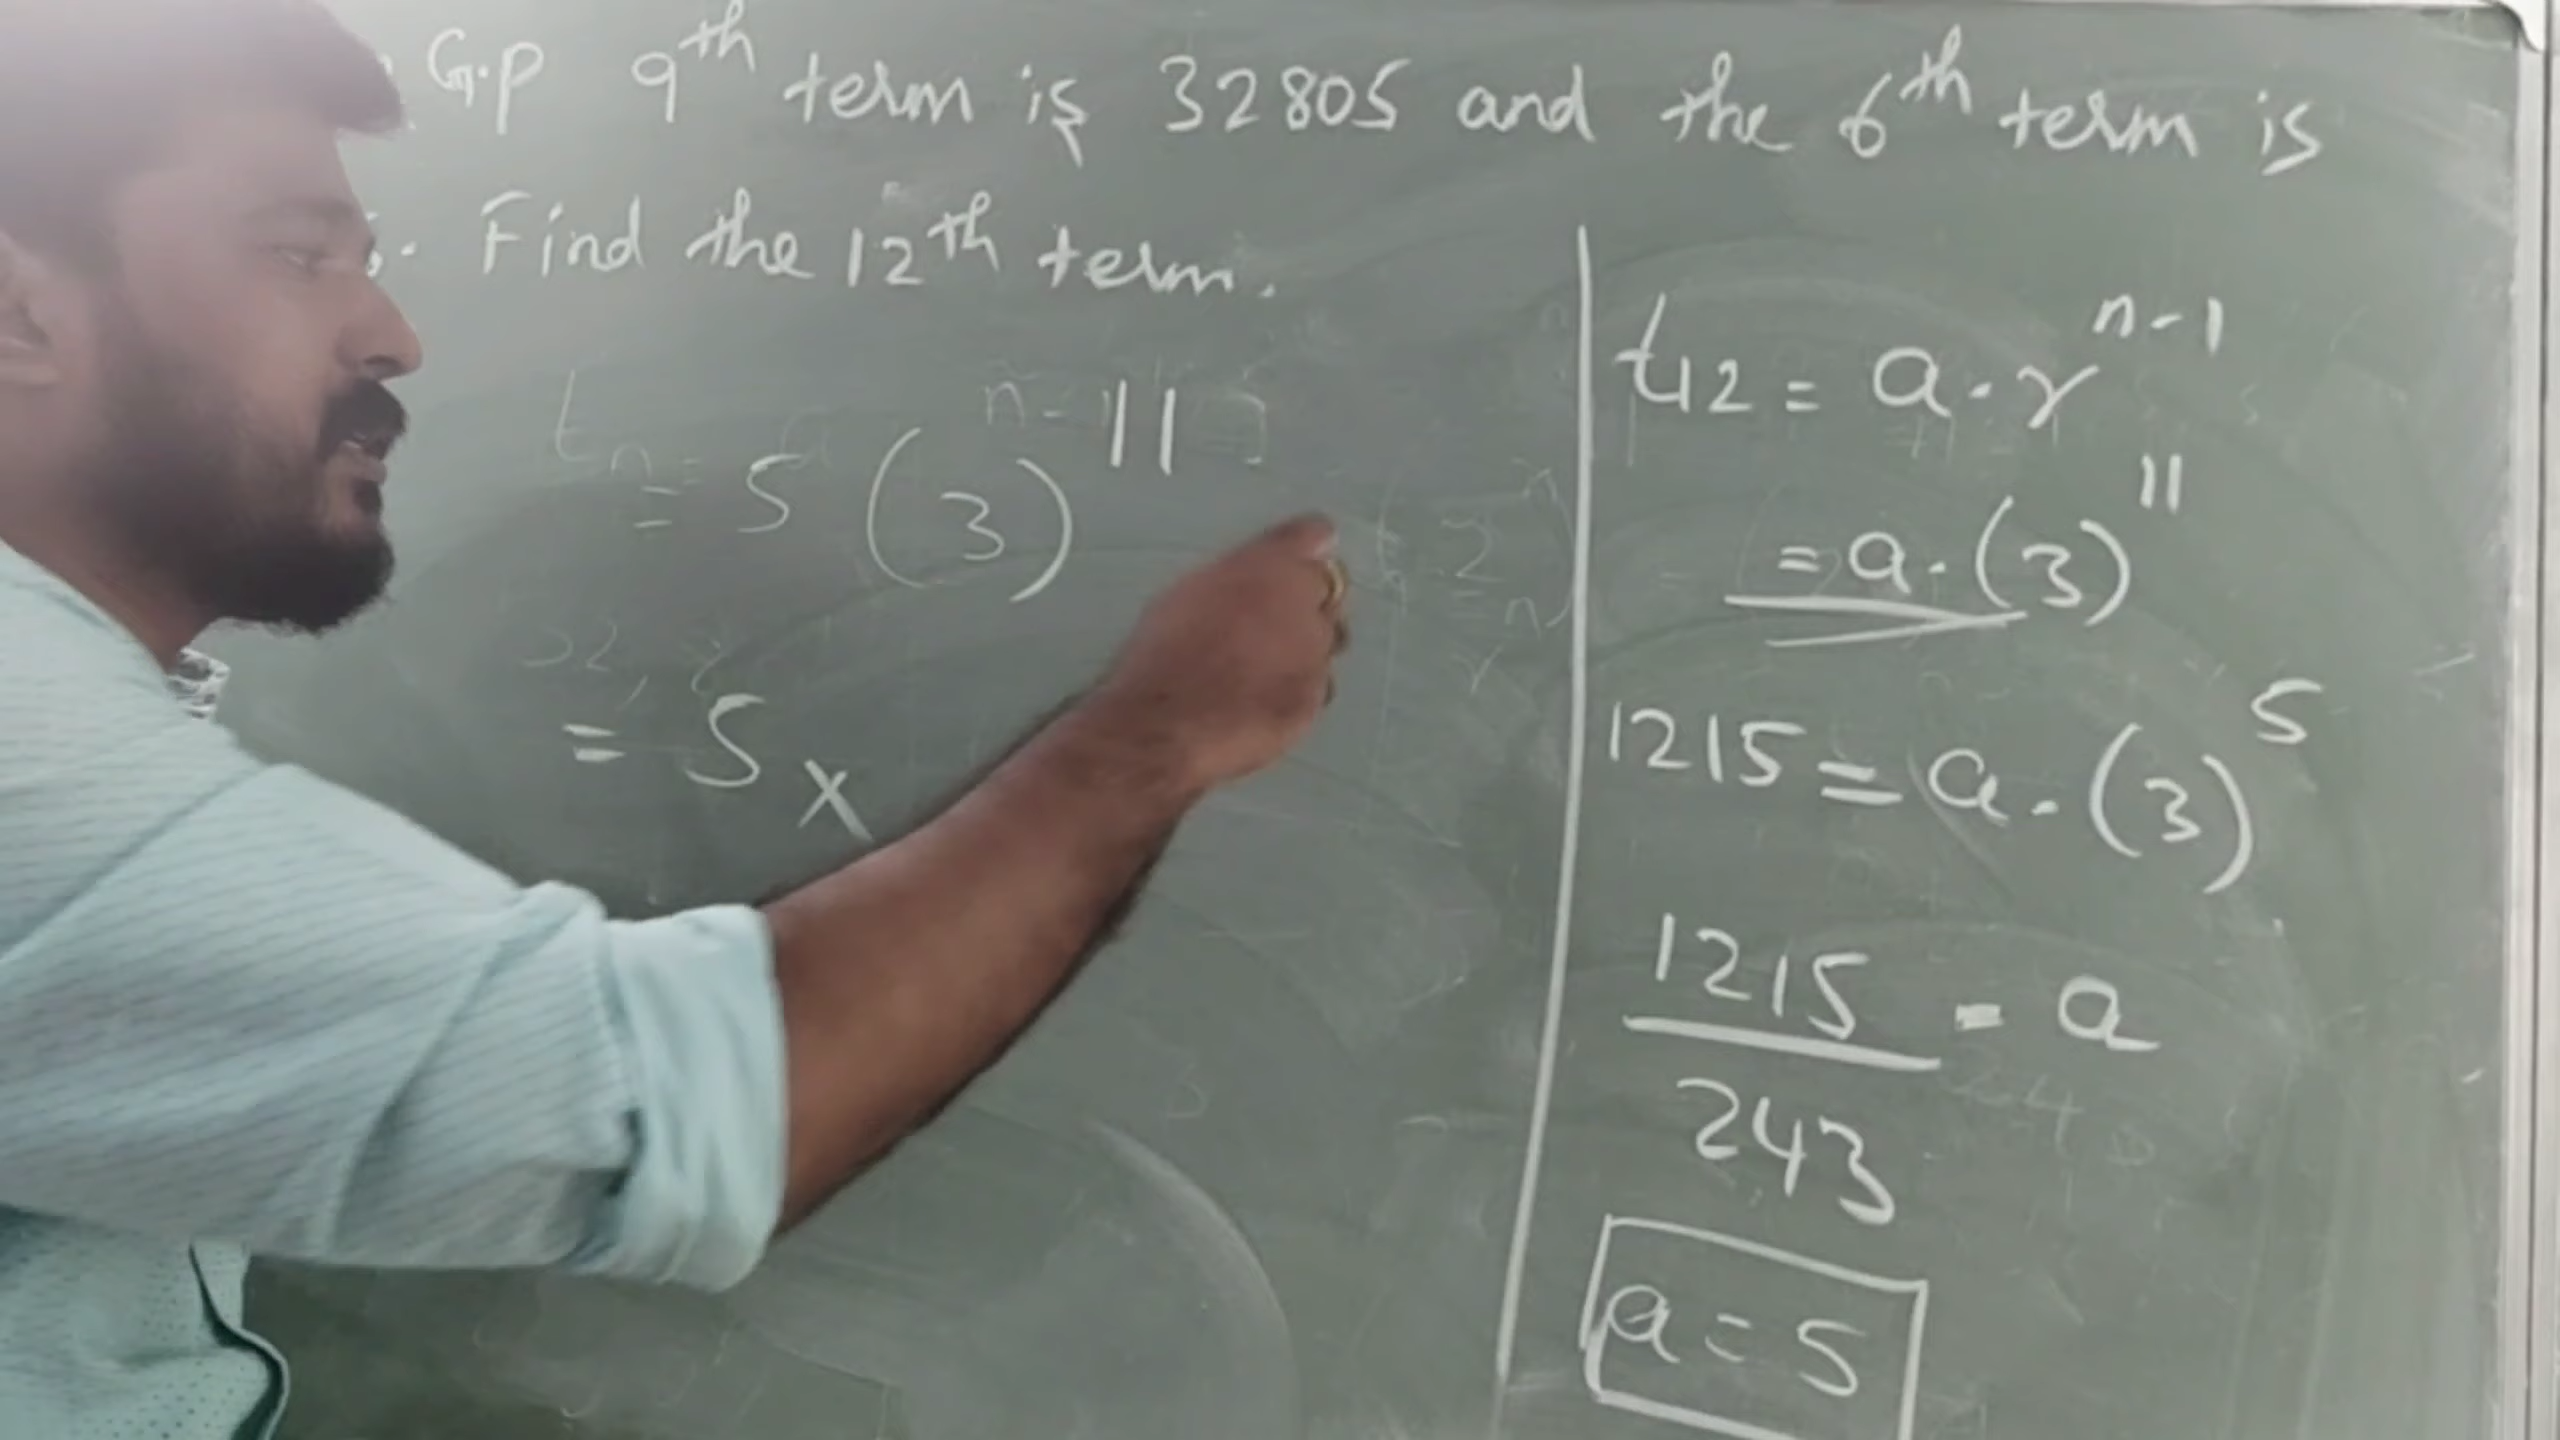 G.P 9th term is 32805 and the 6th term is
. Find the 12th term.
= 5 (3)^11
= 5 x
t12 = a . r^n-1
= a . (3)^11
1215 = a . (3)^5
1215/243 = a
a = 5